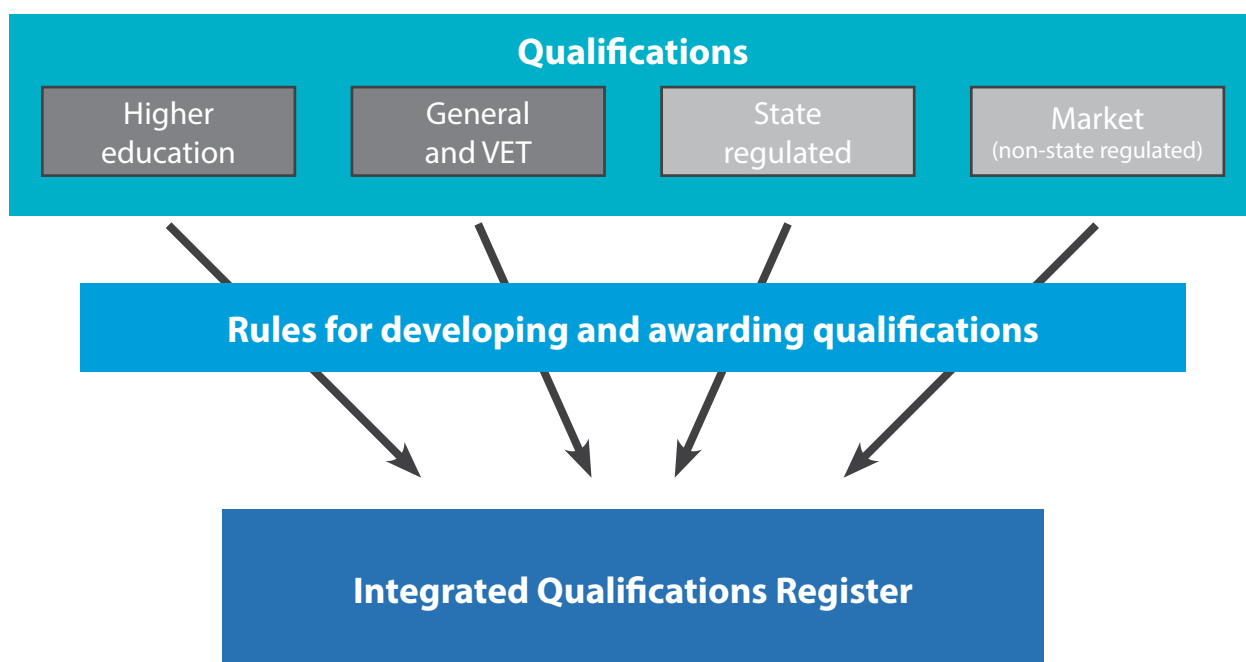 Qualifications
Higher
education
General
and VET
State
regulated
Market
(non-state regulated)
Rules for developing and awarding qualifications
Integrated Qualifications Register